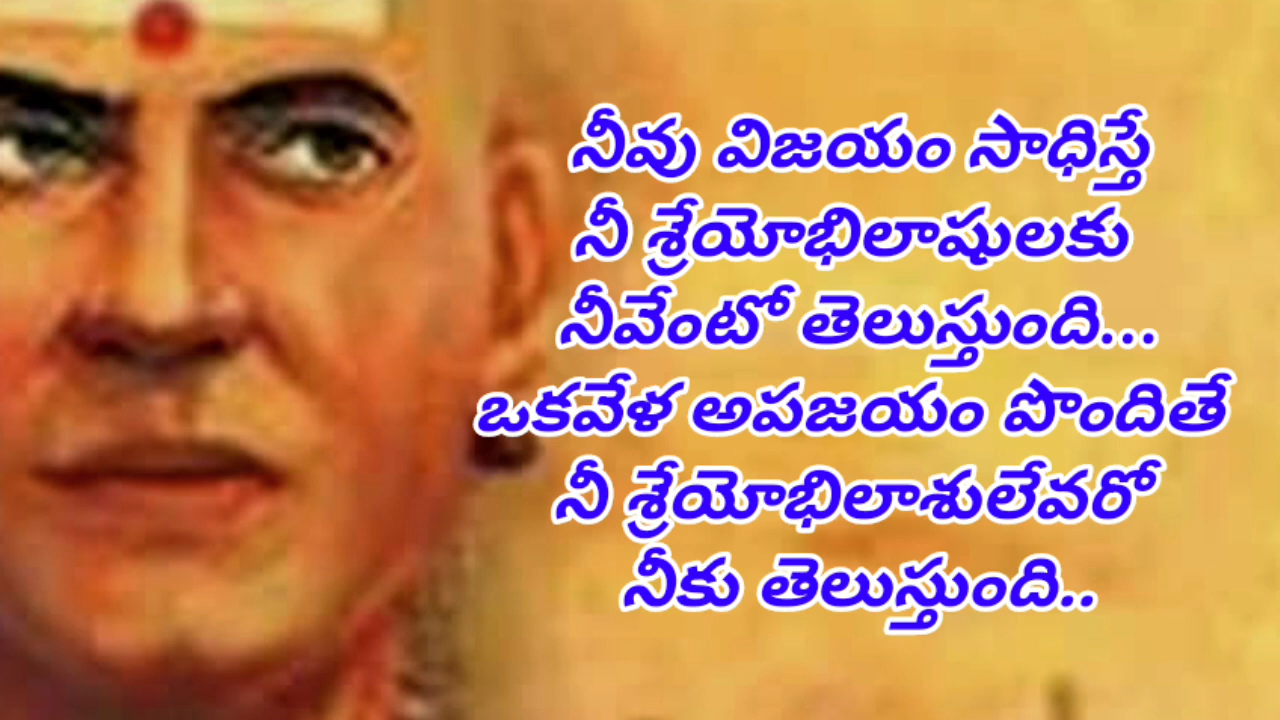 నీవు విజయం సాధిస్తే
నీ శ్రేయోభిలాషులకు
నీవేంటో తెలుస్తుంది...
ఒకవేళ అపజయం పొందితే
నీ శ్రేయోభిలాశులేవరో
నీకు తెలుస్తుంది..